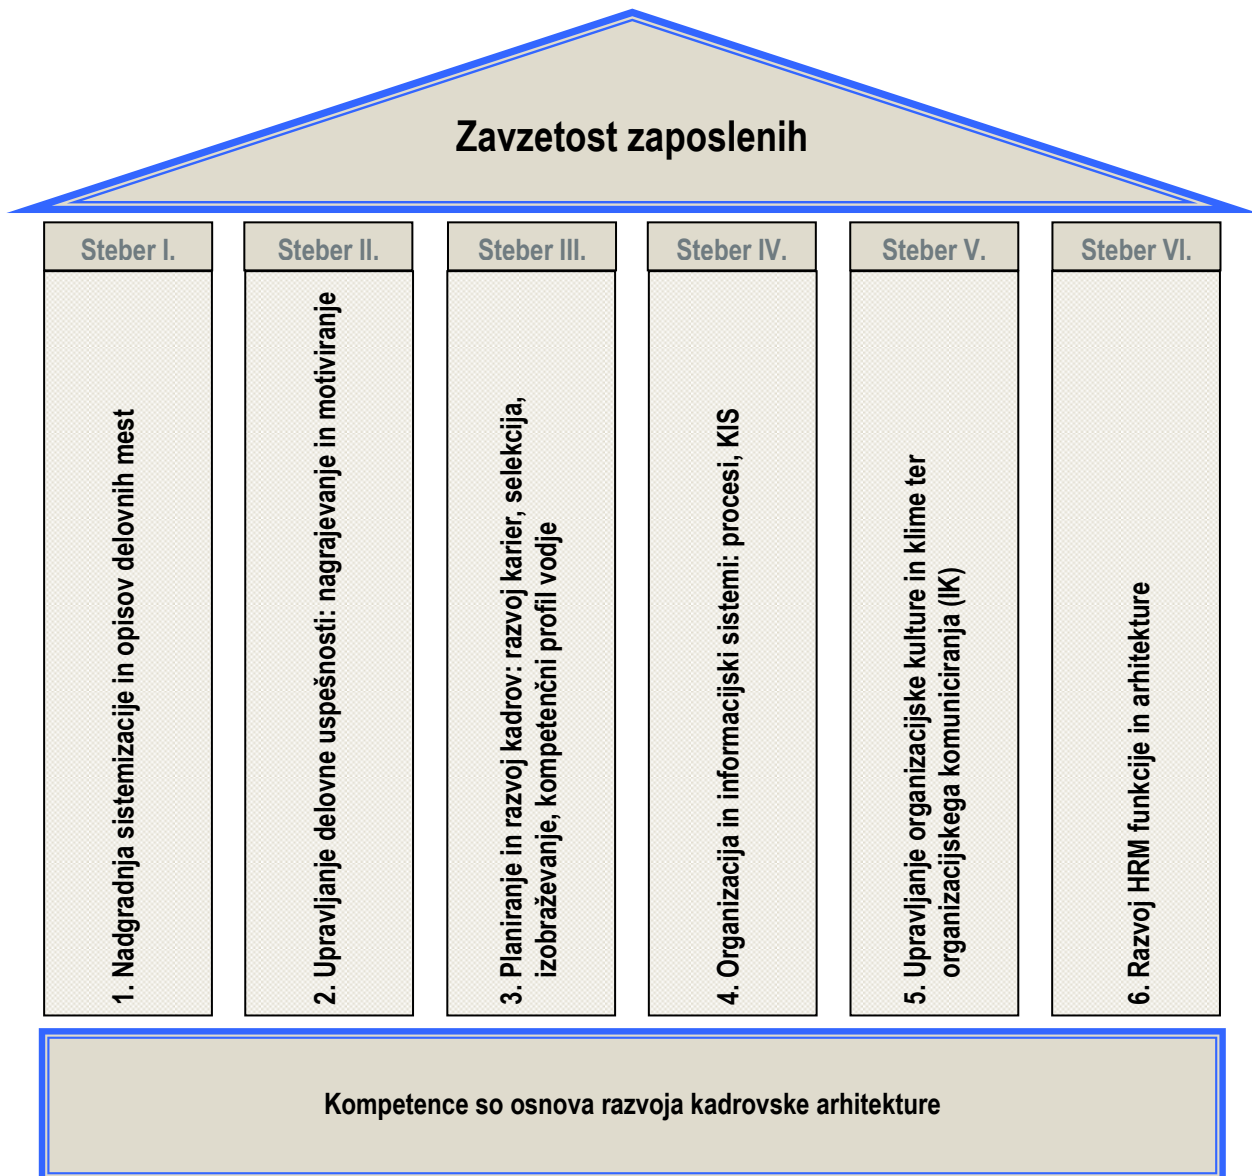 Zavzetost zaposlenih
Steber I.
Steber II.
Steber III.
Steber IV.
Steber V.
Steber VI.
1. Nadgradnja sistemizacije in opisov delovnih mest
2. Upravljanje delovne uspešnosti: nagrajevanje in motiviranje
3. Planiranje in razvoj kadrov: razvoj karier, selekcija,
izobraževanje, kompetenčni profil vodje
4. Organizacija in informacijski sistemi: procesi, KIS
5. Upravljanje organizacijske kulture in klime ter
organizacijskega komuniciranja (IK)
6. Razvoj HRM funkcije in arhitekture
Kompetence so osnova razvoja kadrovske arhitekture